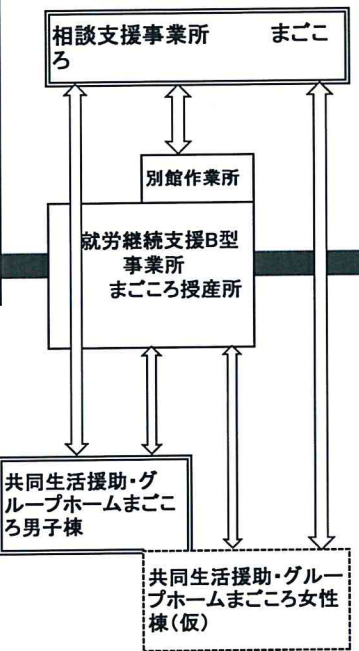 相談支援事業所　　まごこ
ろ
別館作業所
就労継続支援B型
事業所
まごころ授産所
共同生活援助・グ
ループホームまごこ
ろ男子棟
共同生活援助・グルー
プホームまごころ女性
棟(仮)